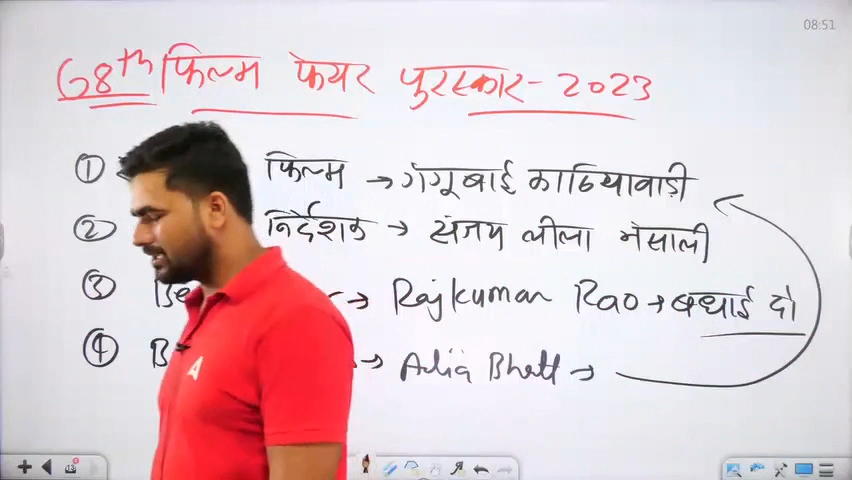 08:51
68th फिल्म फेयर पुरस्कार - 2023
① फिल्म → गंगूबाई काठियावाड़ी
② निर्देशक → संजय लीला भंसाली
③ Be → Rajkumar Rao → बधाई दो
④ B → Alia Bhatt →
A